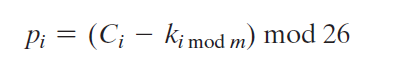 pᵢ = (Cᵢ − kᵢ mod m) mod 26